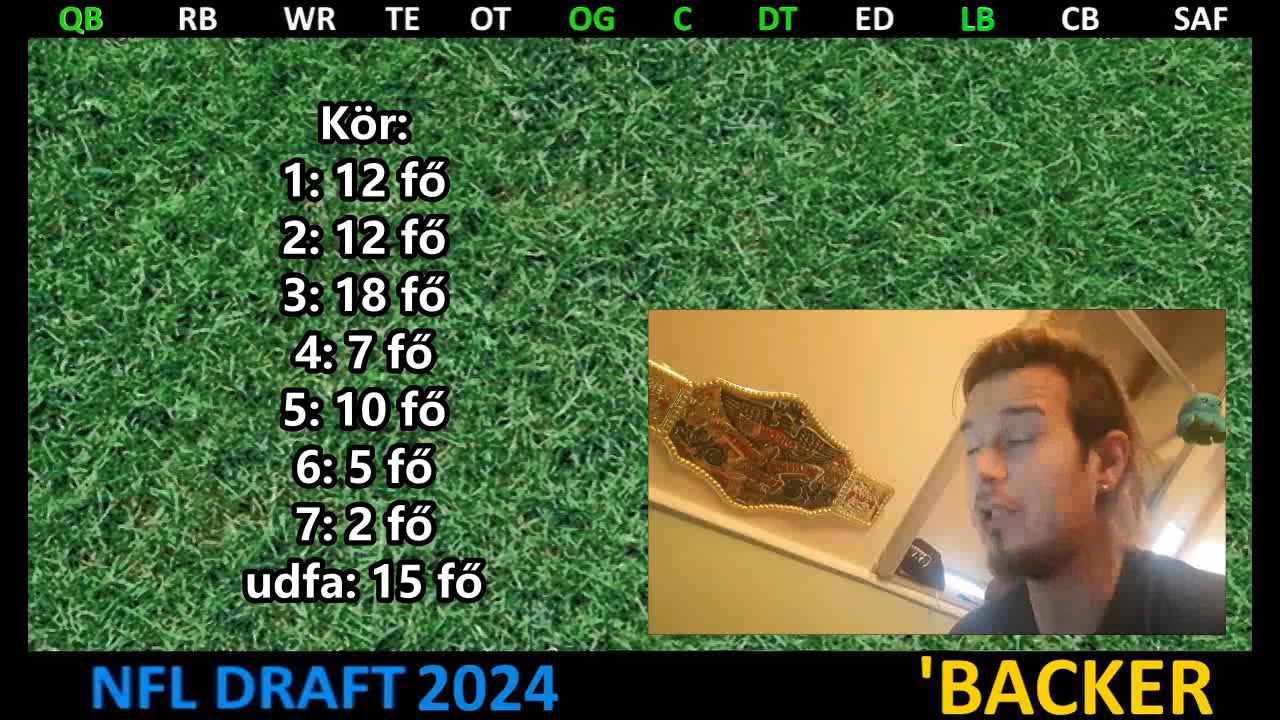 QB RB WR TE OT OG C DT ED LB CB SAF
Kör:
1: 12 fő
2: 12 fő
3: 18 fő
4: 7 fő
5: 10 fő
6: 5 fő
7: 2 fő
udfa: 15 fő
NFL DRAFT 2024
'BACKER